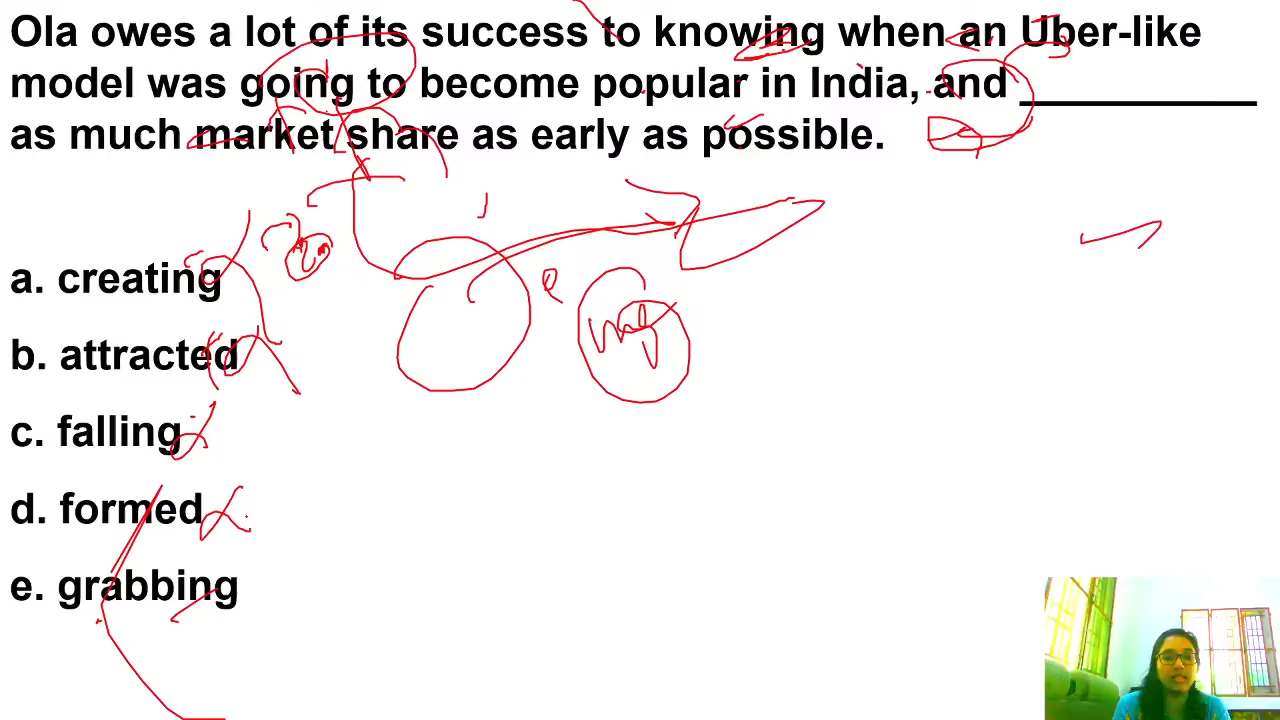 Ola owes a lot of its success to knowing when an Uber-like
model was going to become popular in India, and __________
as much market share as early as possible.
a. creating
b. attracted
c. falling
d. formed
e. grabbing